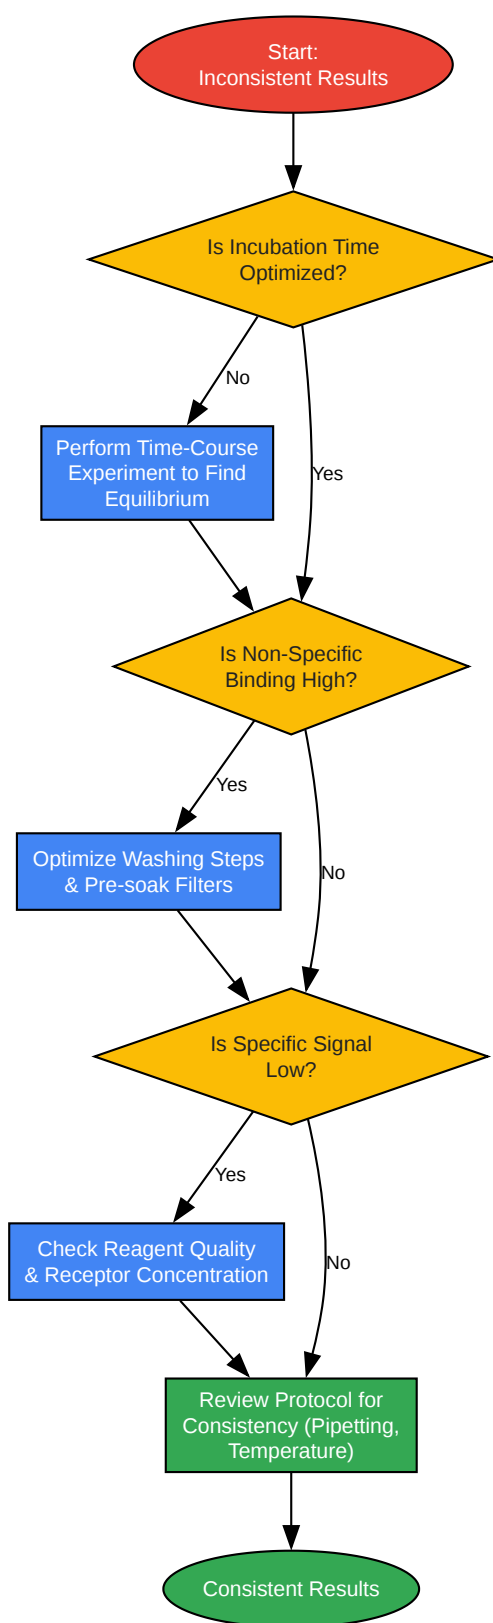 Start:
Inconsistent Results
Is Incubation Time
Optimized?
No
Perform Time-Course
Experiment to Find
Equilibrium
Yes
Is Non-Specific
Binding High?
Yes
Optimize Washing Steps
& Pre-soak Filters
No
Is Specific Signal
Low?
Yes
Check Reagent Quality
& Receptor Concentration
No
Review Protocol for
Consistency (Pipetting,
Temperature)
Consistent Results